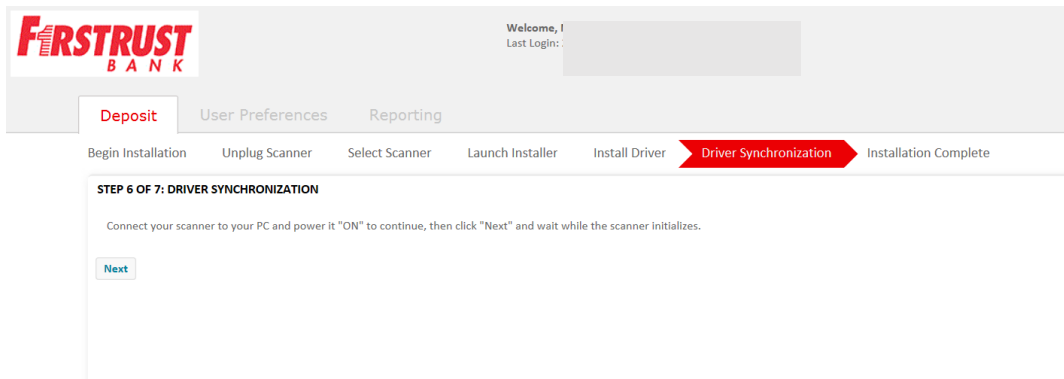 FIRSTRUST
BANK
Welcome,
Last Login:
Deposit User Preferences Reporting
Begin Installation Unplug Scanner Select Scanner Launch Installer Install Driver Driver Synchronization Installation Complete
STEP 6 OF 7: DRIVER SYNCHRONIZATION
Connect your scanner to your PC and power it "ON" to continue, then click "Next" and wait while the scanner initializes.
Next